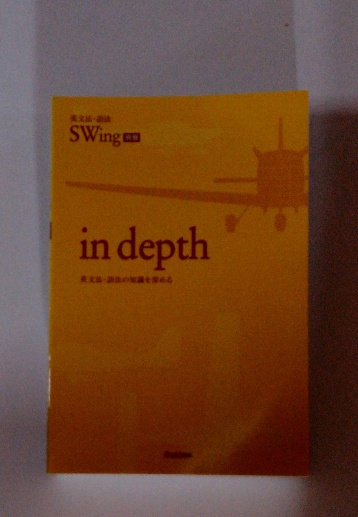 英文法・語法
SWing 別冊
in depth
英文法・語法の知識を深める
Gakken